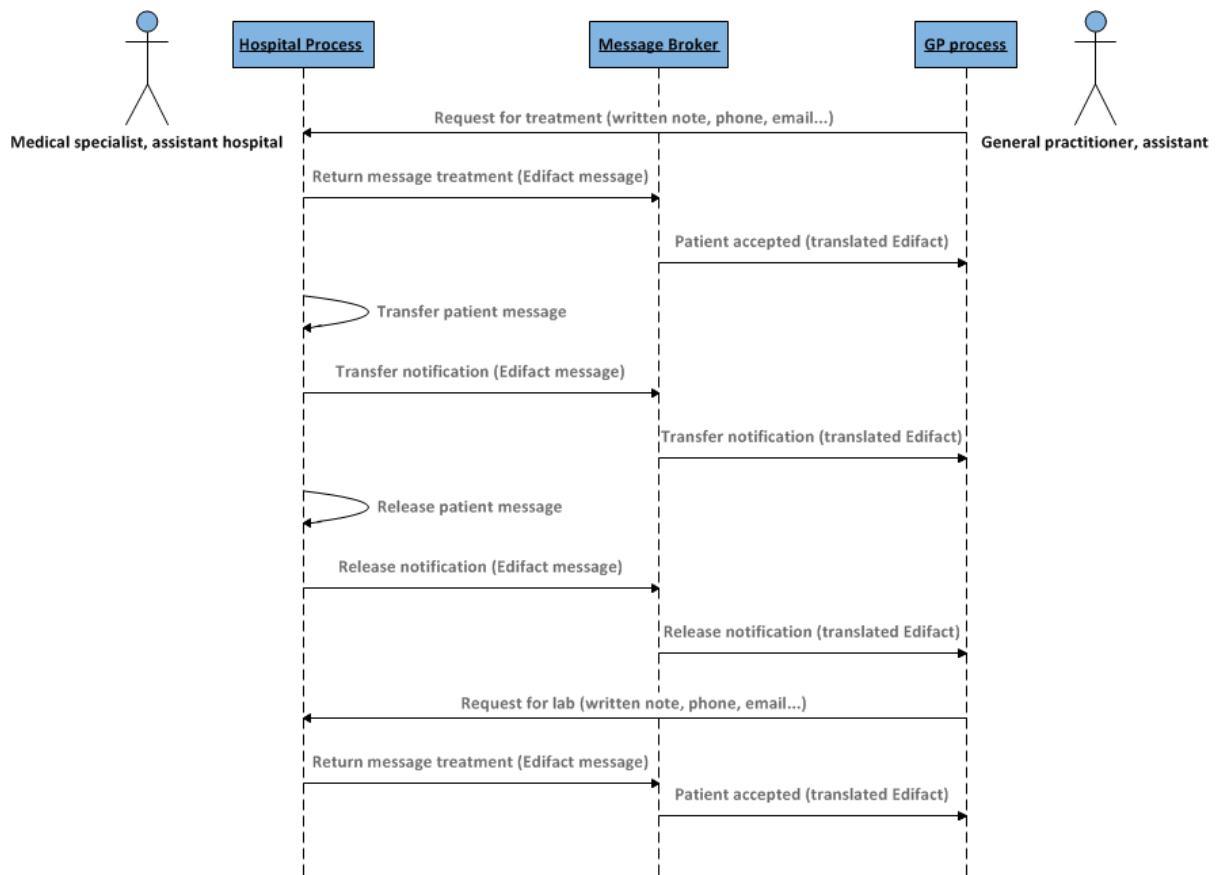 Hospital Process
Message Broker
GP process
Request for treatment (written note, phone, email...)
Medical specialist, assistant hospital
General practitioner, assistant
Return message treatment (Edifact message)
Patient accepted (translated Edifact)
Transfer patient message
Transfer notification (Edifact message)
Transfer notification (translated Edifact)
Release patient message
Release notification (Edifact message)
Release notification (translated Edifact)
Request for lab (written note, phone, email...)
Return message treatment (Edifact message)
Patient accepted (translated Edifact)